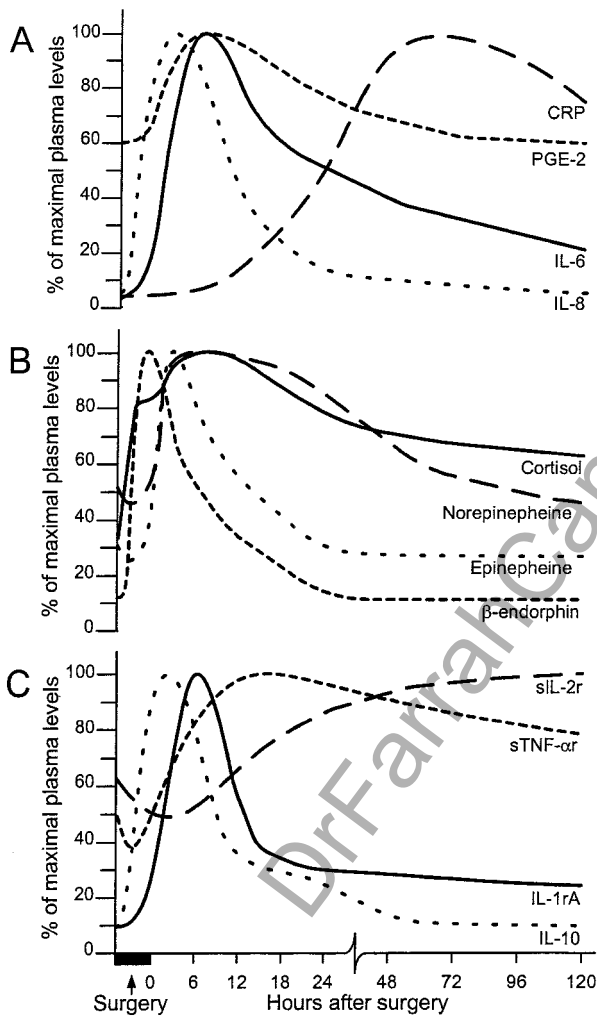 A
% of maximal plasma levels
100
80
60
40
20
0
CRP
PGE-2
IL-6
IL-8
B
% of maximal plasma levels
100
80
60
40
20
0
Cortisol
Norepinepheine
Epinepheine
β-endorphin
C
% of maximal plasma levels
100
80
60
40
20
0
sIL-2r
sTNF-αr
IL-1rA
IL-10
0 6 12 18 24 48 72 96 120
Surgery Hours after surgery
DrFarrahCan